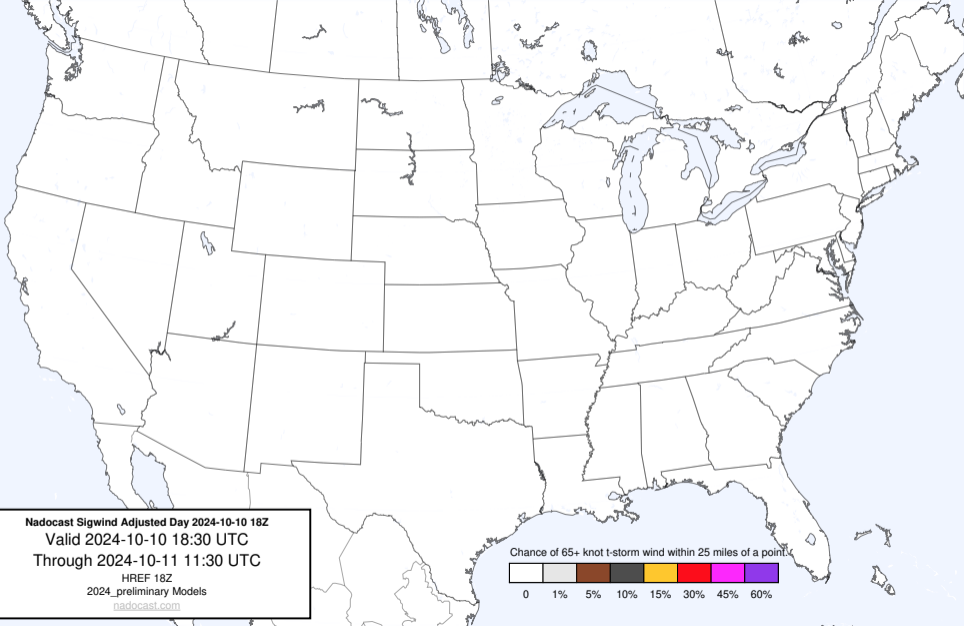 Nadocast Sigwind Adjusted Day 2024-10-10 18Z
Valid 2024-10-10 18:30 UTC
Through 2024-10-11 11:30 UTC
HREF 18Z
2024_preliminary Models
nadocast.com
Chance of 65+ knot t-storm wind within 25 miles of a point.
0 1% 5% 10% 15% 30% 45% 60%